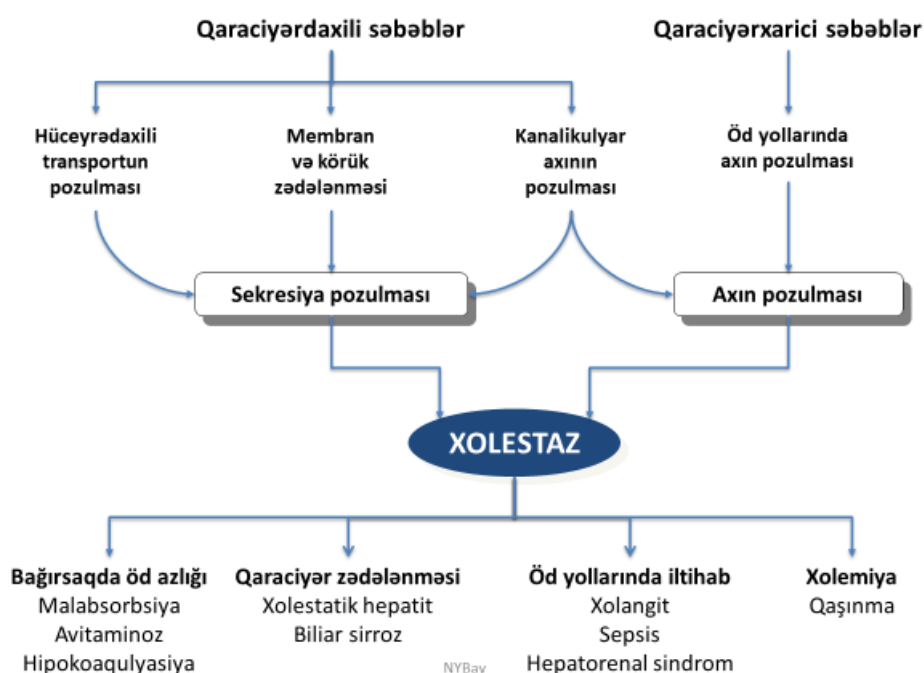 Qaraciyərdaxili səbəblər
Qaraciyərxarici səbəblər
Hüceyrədaxili
transportun
pozulması
Membran
və körük
zədələnməsi
Kanalikulyar
axının
pozulması
Öd yollarında
axın pozulması
Sekresiya pozulması
Axın pozulması
XOLESTAZ
Bağırsaqda öd azlığı
Malabsorbsiya
Avitaminoz
Hipokoaqulyasiya
Qaraciyər zədələnməsi
Xolestatik hepatit
Biliar sirroz
Öd yollarında iltihab
Xolangit
Sepsis
Hepatorenal sindrom
Xolemiya
Qaşınma
NYBay